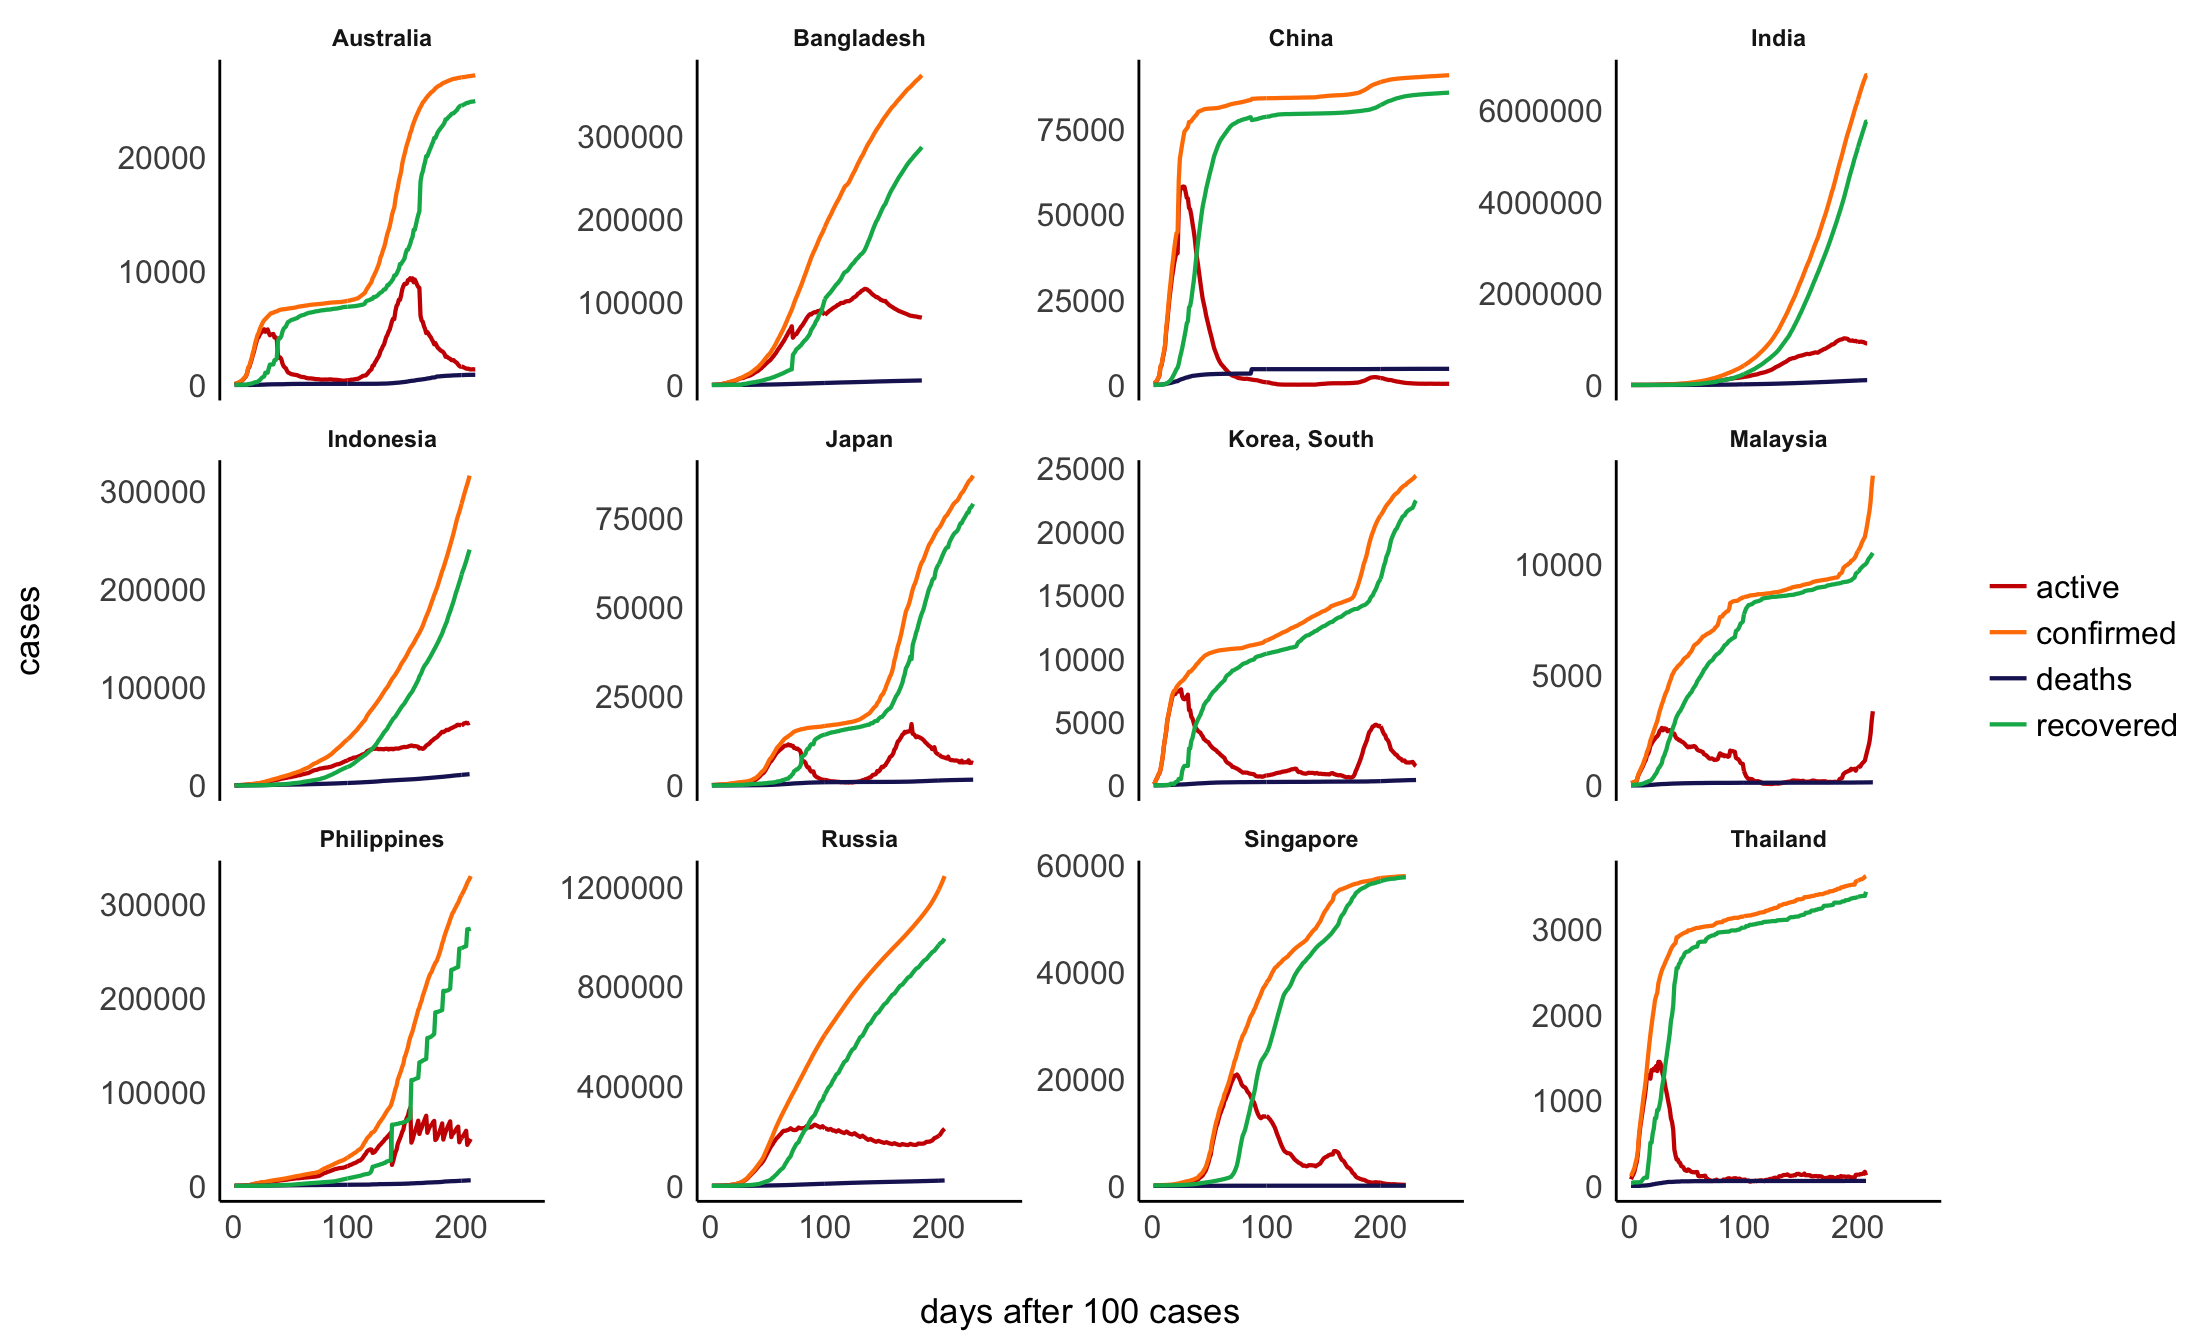 Australia
Bangladesh
China
India
20000
10000
0
300000
200000
100000
0
75000
50000
25000
0
6000000
4000000
2000000
0
Indonesia
Japan
Korea, South
Malaysia
300000
200000
100000
0
75000
50000
25000
0
25000
20000
15000
10000
5000
0
10000
5000
0
Philippines
Russia
Singapore
Thailand
300000
200000
100000
0
1200000
800000
400000
0
60000
40000
20000
0
3000
2000
1000
0
0 100 200
0 100 200
0 100 200
0 100 200
cases
days after 100 cases
active
confirmed
deaths
recovered